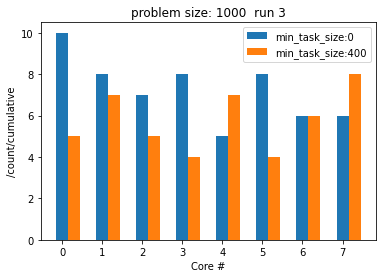 problem size: 1000  run 3
min_task_size:0
min_task_size:400
10
8
6
4
2
0
/count/cumulative
0 1 2 3 4 5 6 7
Core #